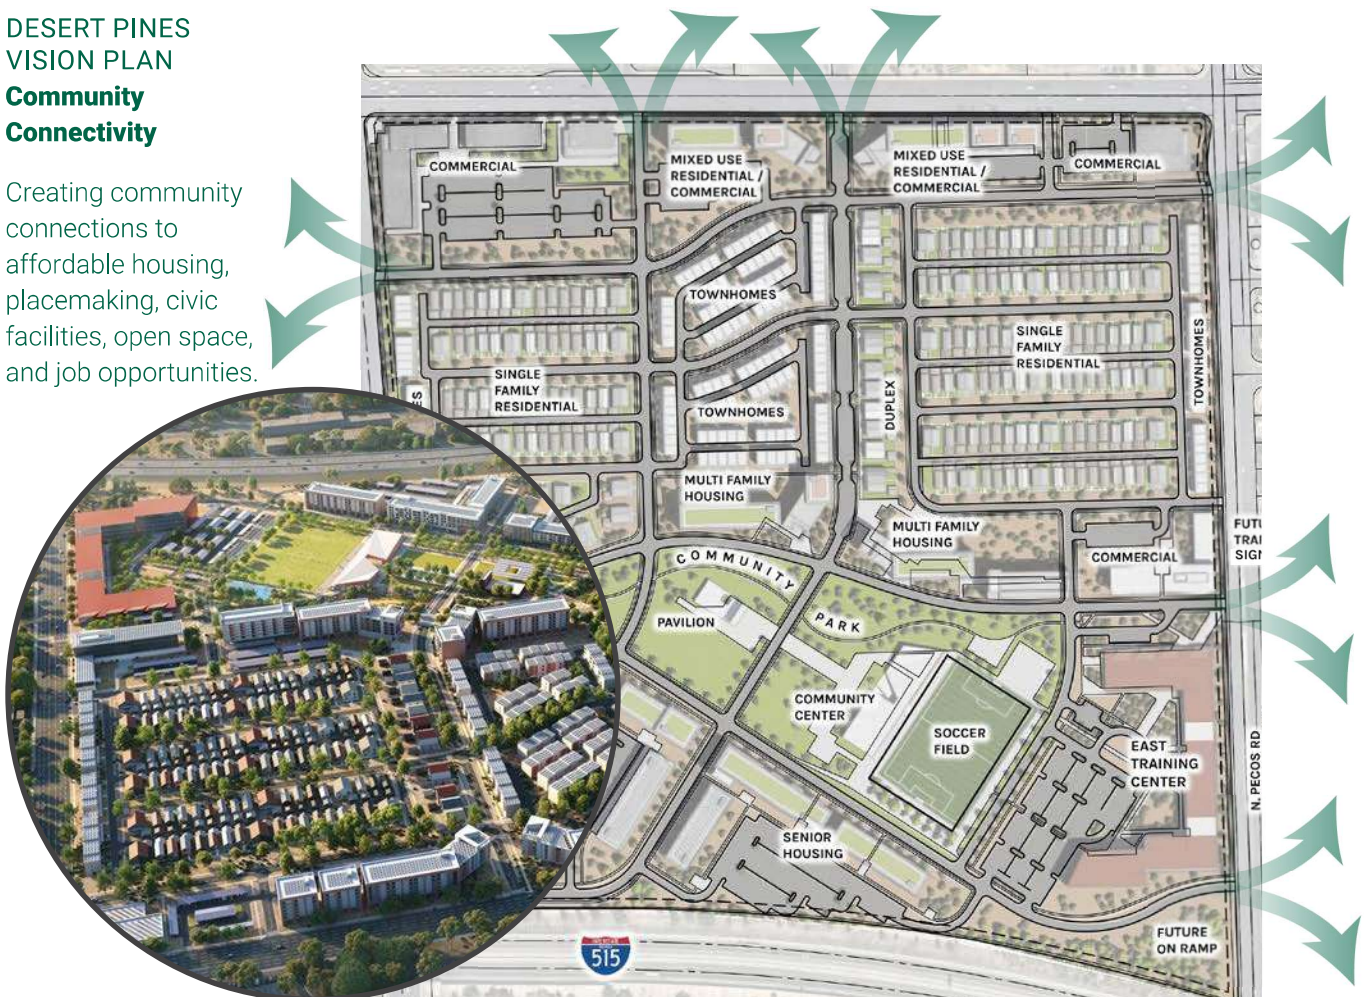 DESERT PINES
VISION PLAN
Community
Connectivity
Creating community
connections to
affordable housing,
placemaking, civic
facilities, open space,
and job opportunities.
COMMERCIAL
MIXED USE
RESIDENTIAL /
COMMERCIAL
MIXED USE
RESIDENTIAL /
COMMERCIAL
COMMERCIAL
TOWNHOMES
SINGLE
FAMILY
RESIDENTIAL
TOWNHOMES
SINGLE
FAMILY
RESIDENTIAL
TOWNHOMES
DUPLEX
MULTI FAMILY
HOUSING
MULTI FAMILY
HOUSING
COMMERCIAL
COMMUNITY
PARK
PAVILION
COMMUNITY
CENTER
SOCCER
FIELD
EAST
TRAINING
CENTER
N. PECOS RD
SENIOR
HOUSING
FUTURE
ON RAMP
515